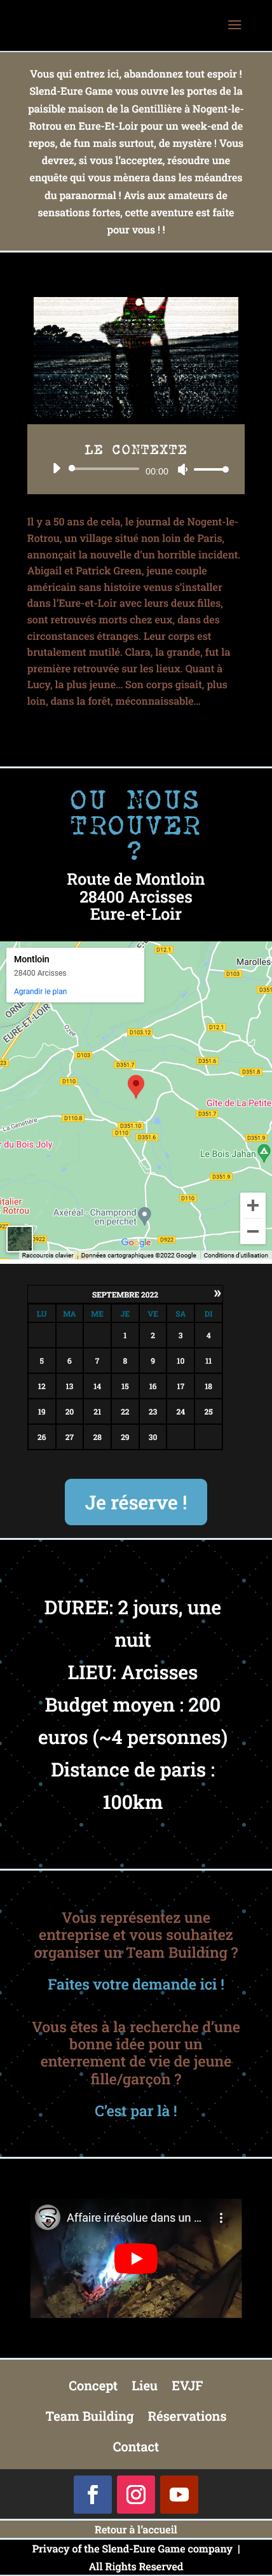 Vous qui entrez ici, abandonnez tout espoir !
Slend-Eure Game vous ouvre les portes de la
paisible maison de la Gentillière à Nogent-le-
Rotrou en Eure-Et-Loir pour un week-end de
repos, de fun mais surtout, de mystère ! Vous
devrez, si vous l'acceptez, résoudre une
enquête qui vous mènera dans les méandres
du paranormal ! Avis aux amateurs de
sensations fortes, cette aventure est faite
pour vous ! !
LE CONTEXTE
00:00
Il y a 50 ans de cela, le journal de Nogent-le-
Rotrou, un village situé non loin de Paris,
annonçait la nouvelle d'un horrible incident.
Abigail et Patrick Green, jeune couple
américain sans histoire venus s'installer
dans l'Eure-et-Loir avec leurs deux filles,
sont retrouvés morts chez eux, dans des
circonstances étranges. Leur corps est
brutalement mutilé. Clara, la grande, fut la
première retrouvée sur les lieux. Quant à
Lucy, la plus jeune... Son corps gisait, plus
loin, dans la forêt, méconnaissable...
OU NOUS
TROUVER
?
Route de Montloin
28400 Arcisses
Eure-et-Loir
Montloin
28400 Arcisses
Agrandir le plan
D12.1
D351
Marolles
D103
ORNE
EURE-ET-LOIR
Ozée
D103.12
D351.8
D103
D351.6
D351.7
D110
D351
D110.8
La Genetière
D351.10
D110
D351.6
Gîte de La Petite
r du Bois Joly
Le Bois Jahan
D351.9
italier
Rotrou
Axéréal - Champrond
en perchet
D922
D922
D922
D351.9
Google
Raccourcis clavier
Données cartographiques ©2022 Google
Conditions d'utilisation
SEPTEMBRE 2022 »
LU MA ME JE VE SA DI
1 2 3 4
5 6 7 8 9 10 11
12 13 14 15 16 17 18
19 20 21 22 23 24 25
26 27 28 29 30
Je réserve !
DUREE: 2 jours, une
nuit
LIEU: Arcisses
Budget moyen : 200
euros (~4 personnes)
Distance de paris :
100km
Vous représentez une
entreprise et vous souhaitez
organiser un Team Building ?
Faites votre demande ici !
Vous êtes à la recherche d'une
bonne idée pour un
enterrement de vie de jeune
fille/garçon ?
C'est par là !
Affaire irrésolue dans un ...
Concept Lieu EVJF
Team Building Réservations
Contact
Retour à l'accueil
Privacy of the Slend-Eure Game company |
All Rights Reserved